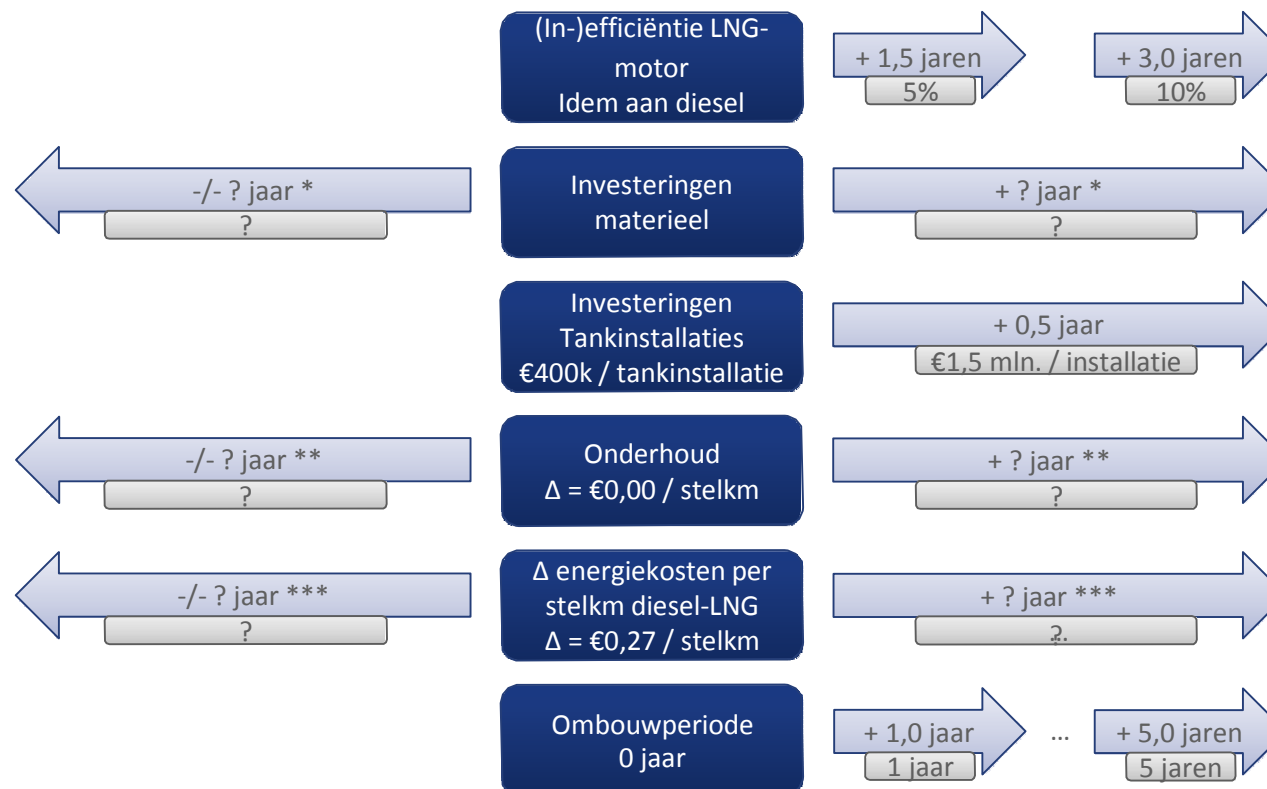 (In-)efficiëntie LNG-
motor
Idem aan diesel
+ 1,5 jaren
5%
+ 3,0 jaren
10%
-/- ? jaar *
?
Investeringen
materieel
+ ? jaar *
?
Investeringen
Tankinstallaties
€400k / tankinstallatie
+ 0,5 jaar
€1,5 mln. / installatie
-/- ? jaar **
?
Onderhoud
Δ = €0,00 / stelkm
+ ? jaar **
?
-/- ? jaar ***
?
Δ energiekosten per
stelkm diesel-LNG
Δ = €0,27 / stelkm
+ ? jaar ***
Ombouwperiode
0 jaar
+ 1,0 jaar
1 jaar
...
+ 5,0 jaren
5 jaren